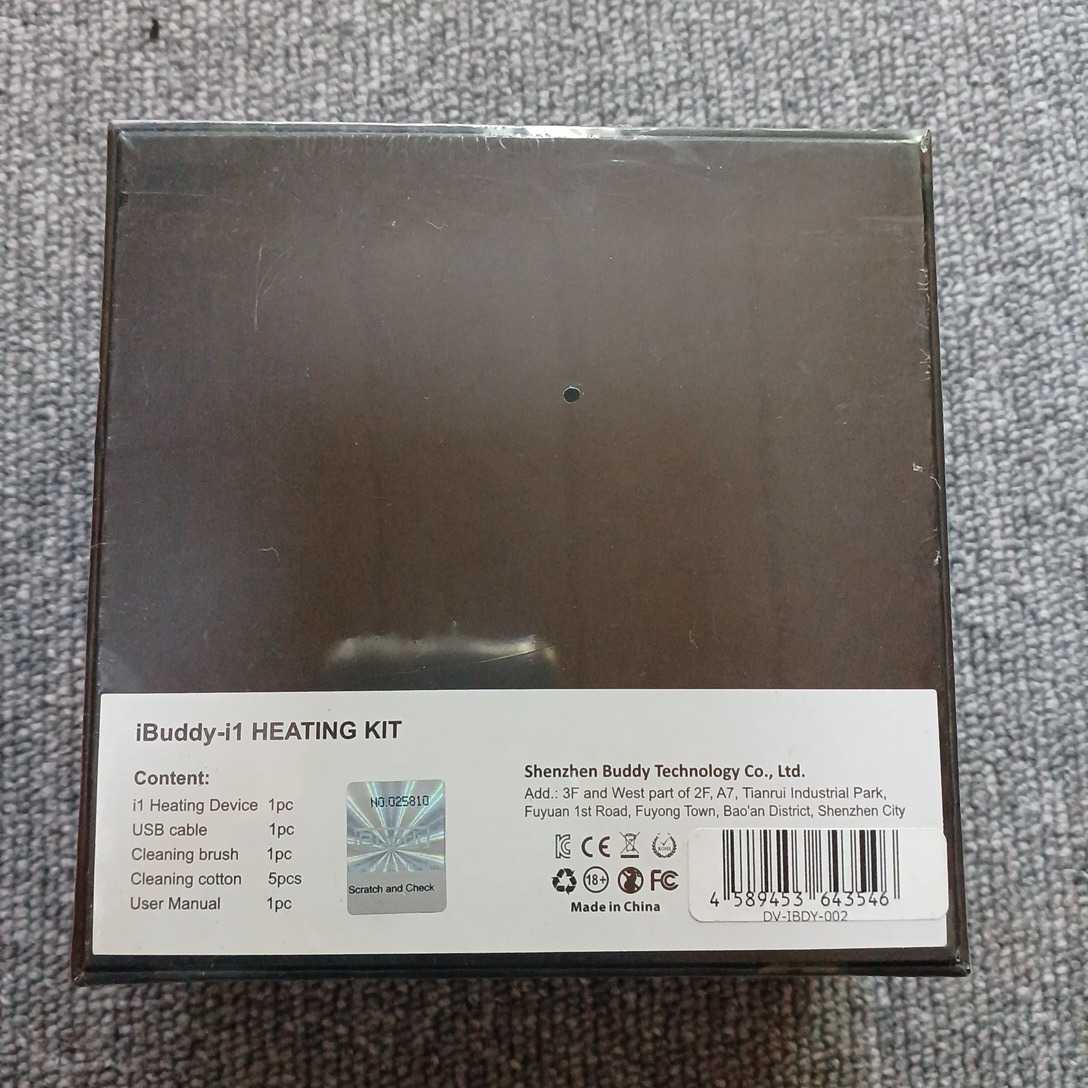 iBuddy-i1 HEATING KIT
Content:
i1 Heating Device 1pc
USB cable 1pc
Cleaning brush 1pc
Cleaning cotton 5pcs
User Manual 1pc
NO.025810
Scratch and Check
Shenzhen Buddy Technology Co., Ltd.
Add.: 3F and West part of 2F, A7, Tianrui Industrial Park,
Fuyuan 1st Road, Fuyong Town, Bao'an District, Shenzhen City
CE
ROHS
18+
FC
Made in China
4 589453 643546
DV-IBDY-002